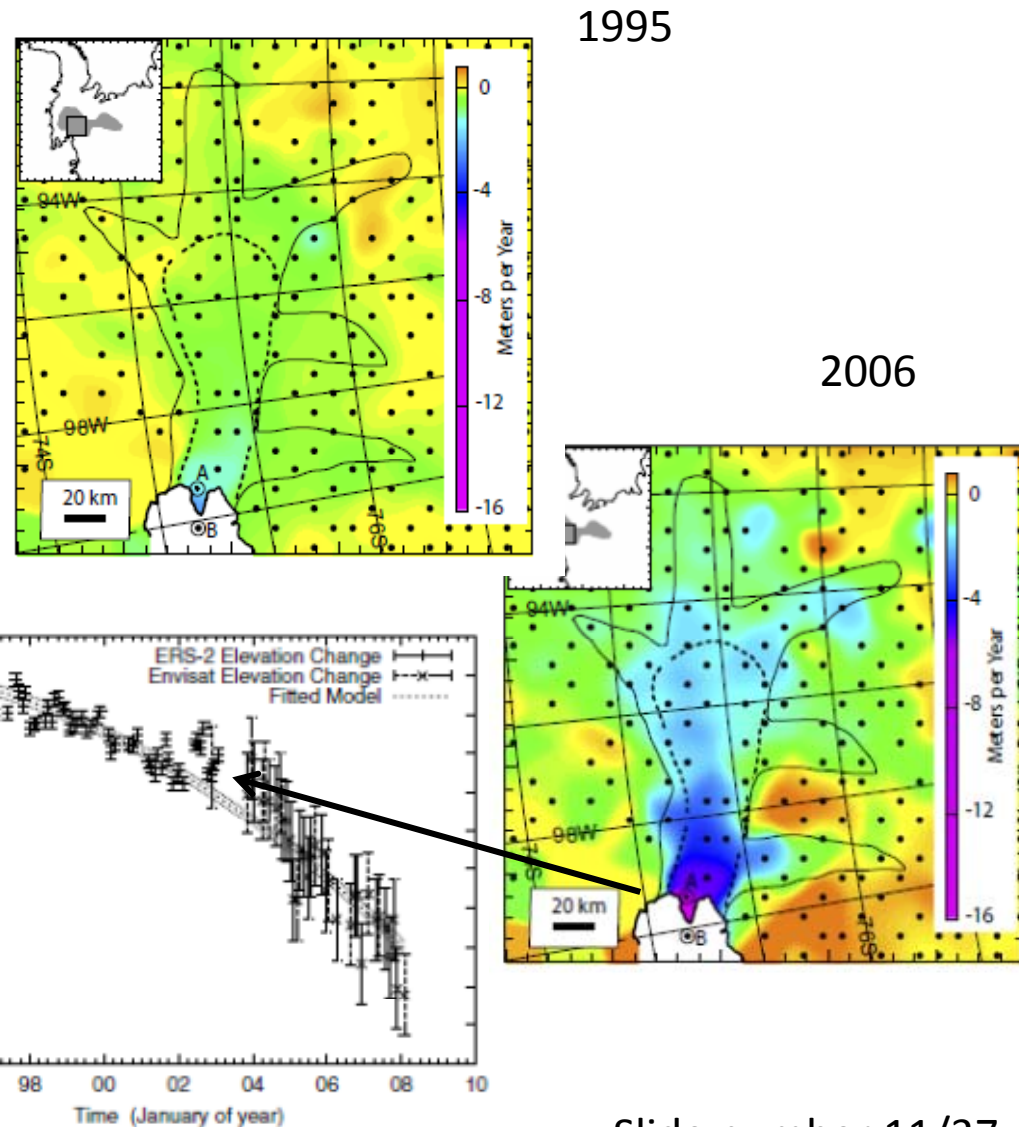 1995
0
-4
-8
-12
-16
Meters per Year
94W
98W
74S
76S
A
B
20 km
2006
0
-4
-8
-12
-16
Meters per Year
94W
98W
76S
A
B
20 km
ERS-2 Elevation Change
Envisat Elevation Change
Fitted Model
98 00 02 04 06 08 10
Time (January of year)